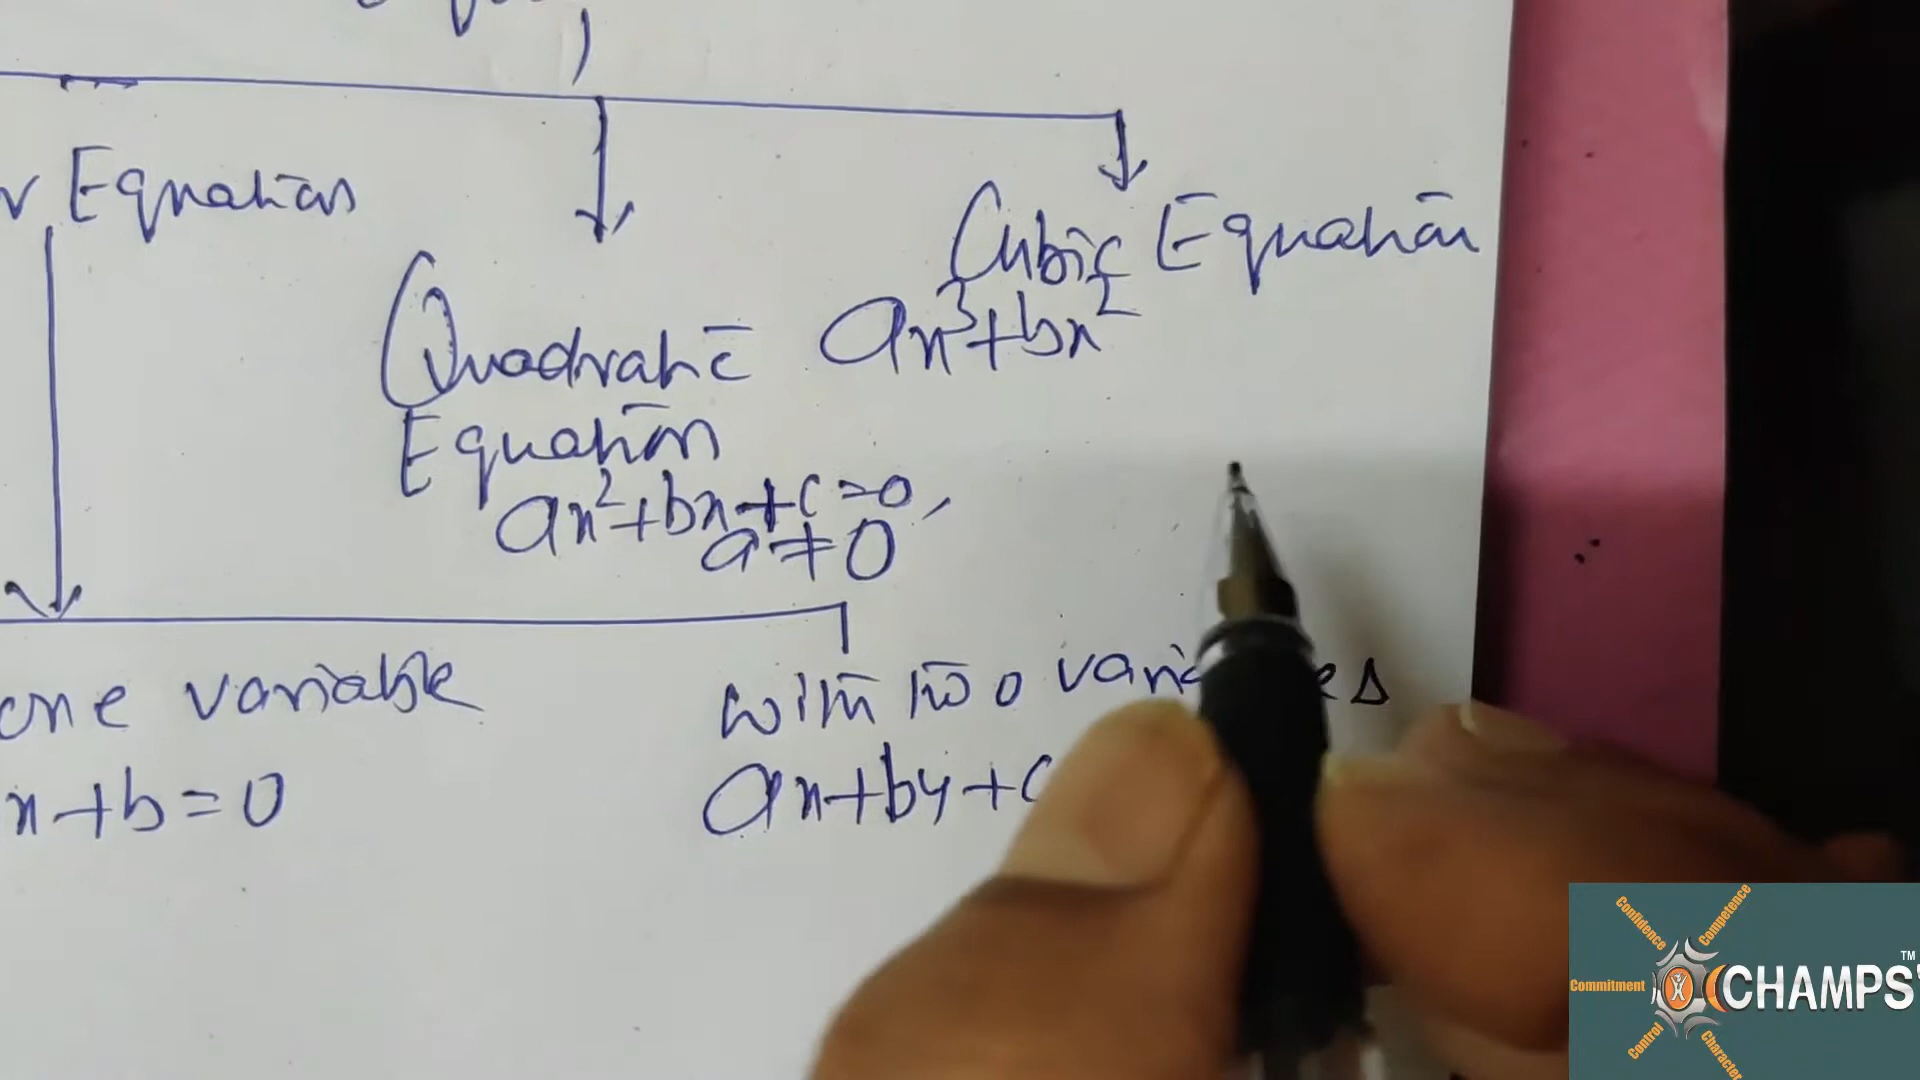 r Equation
Cubic Equation
ax³+bx²
Quadratic
Equation
ax²+bx+c=0,
a≠0
one variable
with two variables
x+b=0
ax+by+c
Confidence
Competence
Commitment
CHAMPS
TM
Control
Character